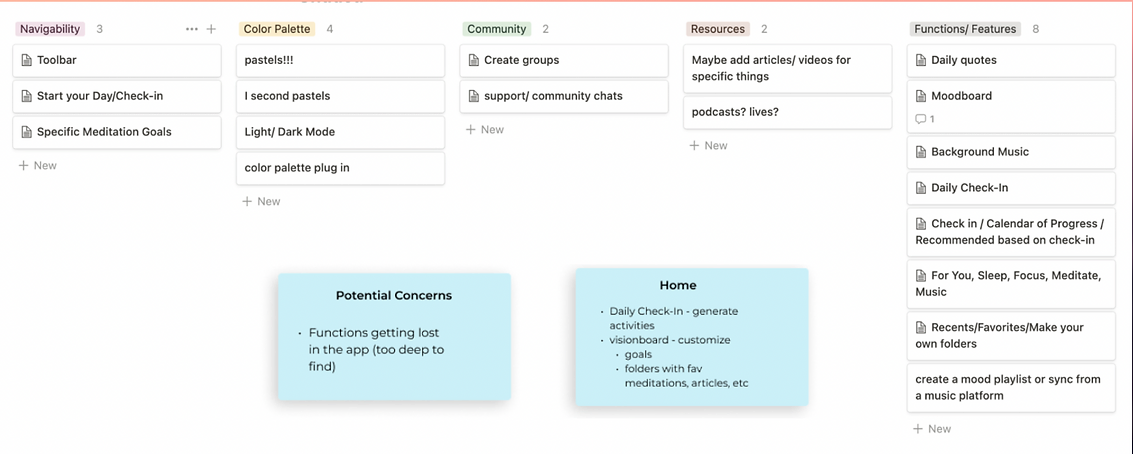 Navigability 3
Toolbar
Start your Day/Check-in
Specific Meditation Goals
New
Color Palette 4
pastels!!!
I second pastels
Light/ Dark Mode
color palette plug in
New
Community 2
Create groups
support/ community chats
New
Resources 2
Maybe add articles/ videos for
specific things
podcasts? lives?
New
Functions/ Features 8
Daily quotes
Moodboard
1
Background Music
Daily Check-In
Check in / Calendar of Progress /
Recommended based on check-in
For You, Sleep, Focus, Meditate,
Music
Recents/Favorites/Make your
own folders
create a mood playlist or sync from
a music platform
New
Potential Concerns
• Functions getting lost
in the app (too deep to
find)
Home
• Daily Check-In - generate
activities
• visionboard - customize
• goals
• folders with fav
meditations, articles, etc